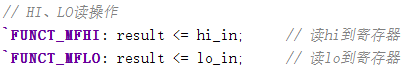 // HI、LO读操作
`FUNCT_MFHI: result <= hi_in;     // 读hi到寄存器
`FUNCT_MFLO: result <= lo_in;     // 读lo到寄存器